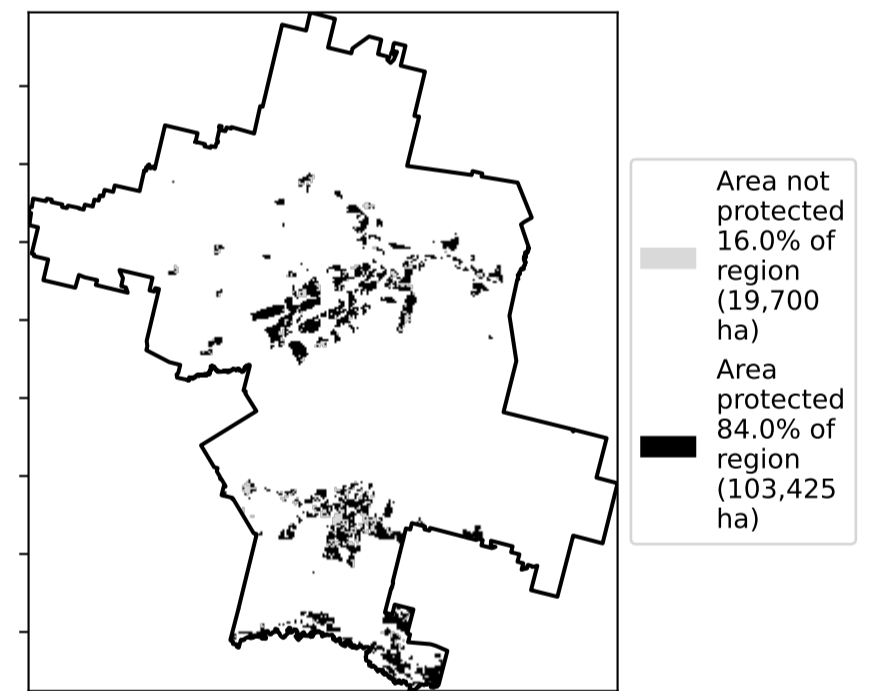 Area not
protected
16.0% of
region
(19,700
ha)
Area
protected
84.0% of
region
(103,425
ha)